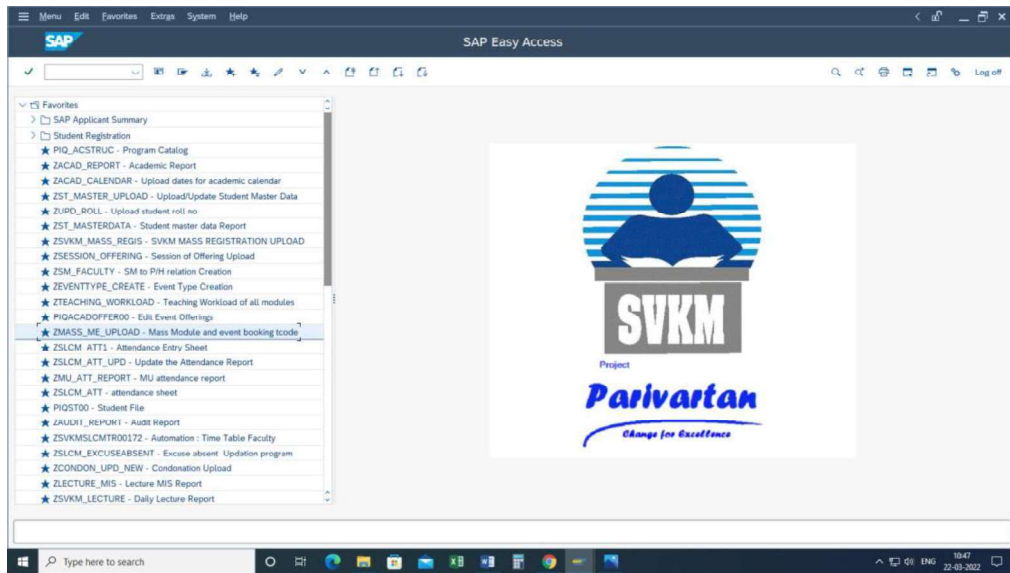 Menu Edit Favorites Extras System Help
SAP
SAP Easy Access
Log off
Favorites
SAP Applicant Summary
Student Registration
PIQ_ACSTRUC - Program Catalog
ZACAD_REPORT - Academic Report
ZACAD_CALENDAR - Upload dates for academic calendar
ZST_MASTER_UPLOAD - Upload/Update Student Master Data
ZUPD_ROLL - Upload student roll no
ZST_MASTERDATA - Student master data Report
ZSVKM_MASS_REGIS - SVKM MASS REGISTRATION UPLOAD
ZSESSION_OFFERING - Session of Offering Upload
ZSM_FACULTY - SM to P/H relation Creation
ZEVENTTYPE_CREATE - Event Type Creation
ZTEACHING_WORKLOAD - Teaching Workload of all modules
PIQACADOFFER00 - Edit Event Offerings
ZMASS_ME_UPLOAD - Mass Module and event booking tcode
ZSLCM_ATT1 - Attendance Entry Sheet
ZSLCM_ATT_UPD - Update the Attendance Report
ZMU_ATT_REPORT - MU attendance report
ZSLCM_ATT - attendance sheet
PIQST00 - Student File
ZAUDIT_REPORT - Audit Report
ZSVKMSLCMTR00172 - Automation : Time Table Faculty
ZSLCM_EXCUSEABSENT - Excuse absent Updation program
ZCONDON_UPD_NEW - Condonation Upload
ZLECTURE_MIS - Lecture MIS Report
ZSVKM_LECTURE - Daily Lecture Report
SVKM
Project
Parivartan
Change for Excellence
Type here to search
ENG
10:47
22-03-2022